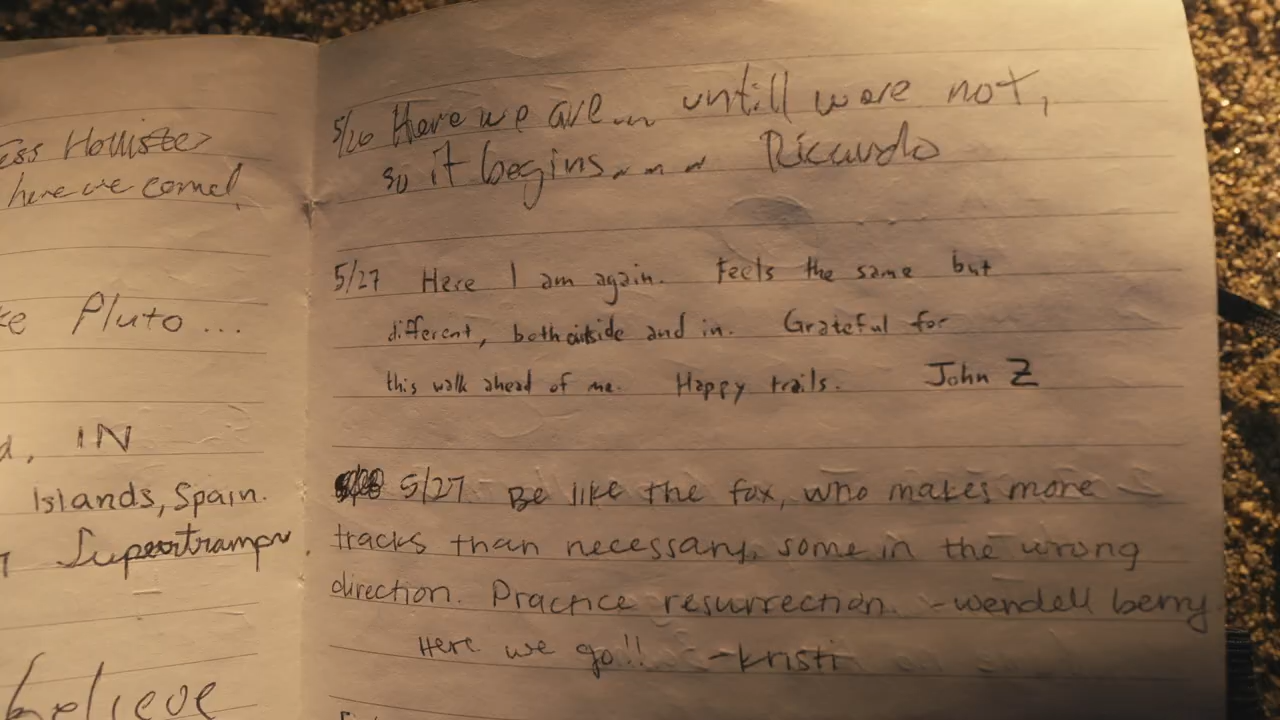 ess Hollister
here we come!
Pluto...
, IN
Islands, Spain.
Supertramp
believe
5/20 Here we are... untill were not,
so it begins... Riccardo
5/27 Here I am again. Feels the same but
different, both outside and in. Grateful for
this walk ahead of me. Happy trails. John Z
5/27 Be like the fox, who makes more
tracks than necessary, some in the wrong
direction. Practice resurrection. -wendell berry
Here we go!! -Kristi